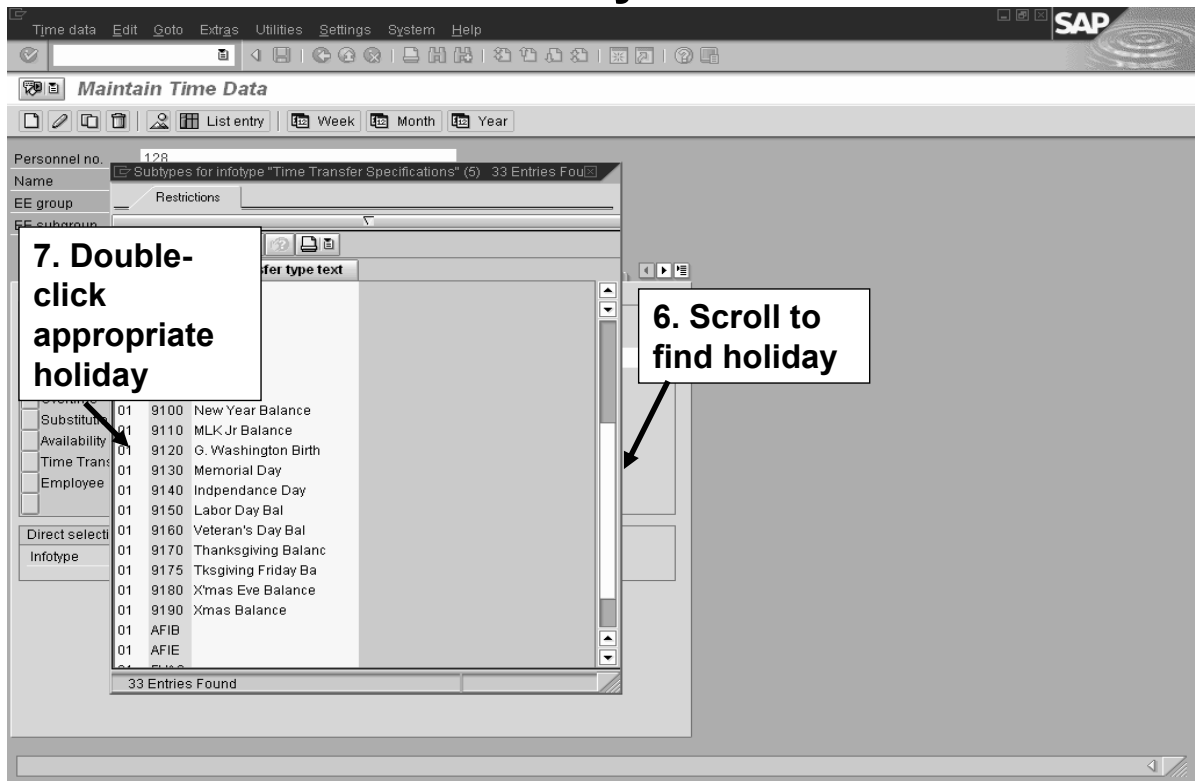 Time data Edit Goto Extras Utilities Settings System Help
SAP
Maintain Time Data
List entry Week Month Year
Personnel no. 128
Subtypes for infotype "Time Transfer Specifications" (5) 33 Entries Fou
Name
Restrictions
EE group
EE subgroup
7. Double-
click
appropriate
holiday
sfer type text
6. Scroll to
find holiday
Overtime
Substitutio
Availability
Time Trans
Employee
01 9100 New Year Balance
01 9110 MLK Jr Balance
01 9120 G. Washington Birth
01 9130 Memorial Day
01 9140 Indpendance Day
01 9150 Labor Day Bal
01 9160 Veteran's Day Bal
01 9170 Thanksgiving Balanc
01 9175 Tksgiving Friday Ba
01 9180 X'mas Eve Balance
01 9190 Xmas Balance
01 AFIB
01 AFIE
Direct selecti
Infotype
33 Entries Found